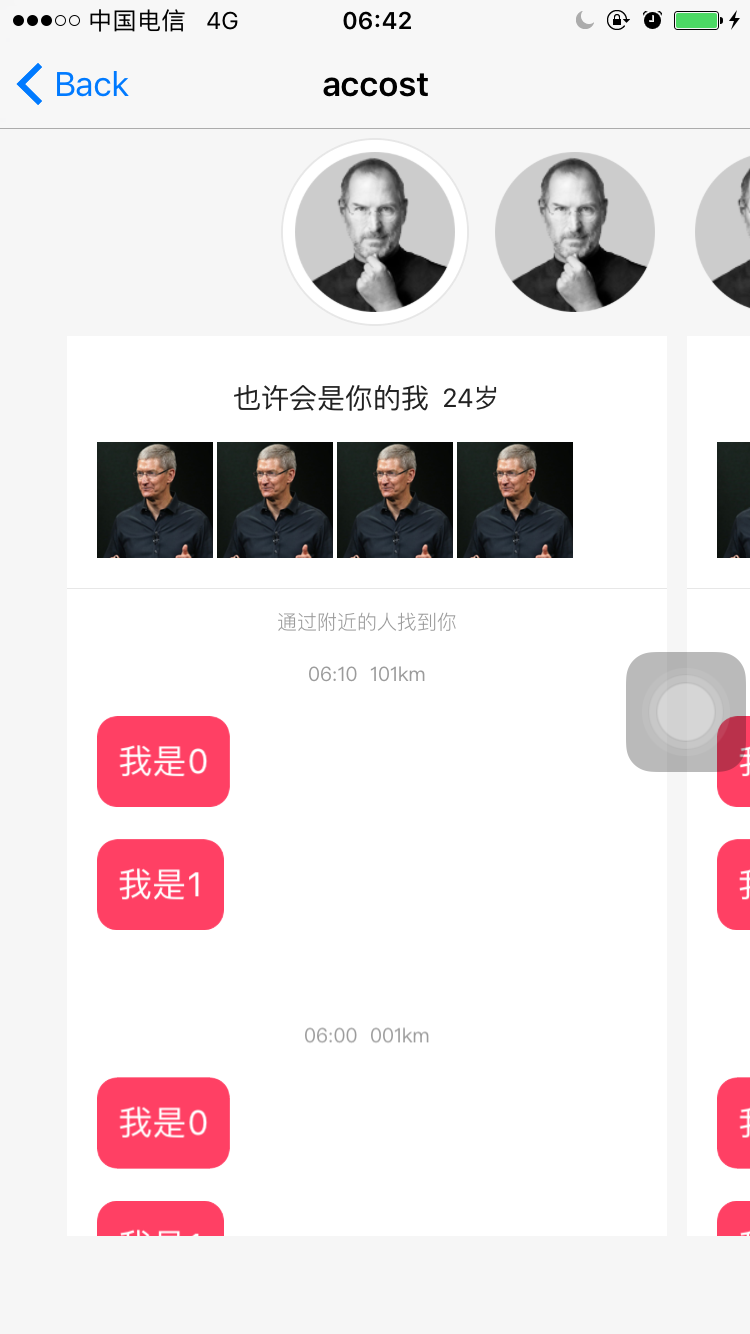 中国电信 4G 06:42
Back accost
也许会是你的我 24岁
通过附近的人找到你
06:10 101km
我是0
我是1
06:00 001km
我是0